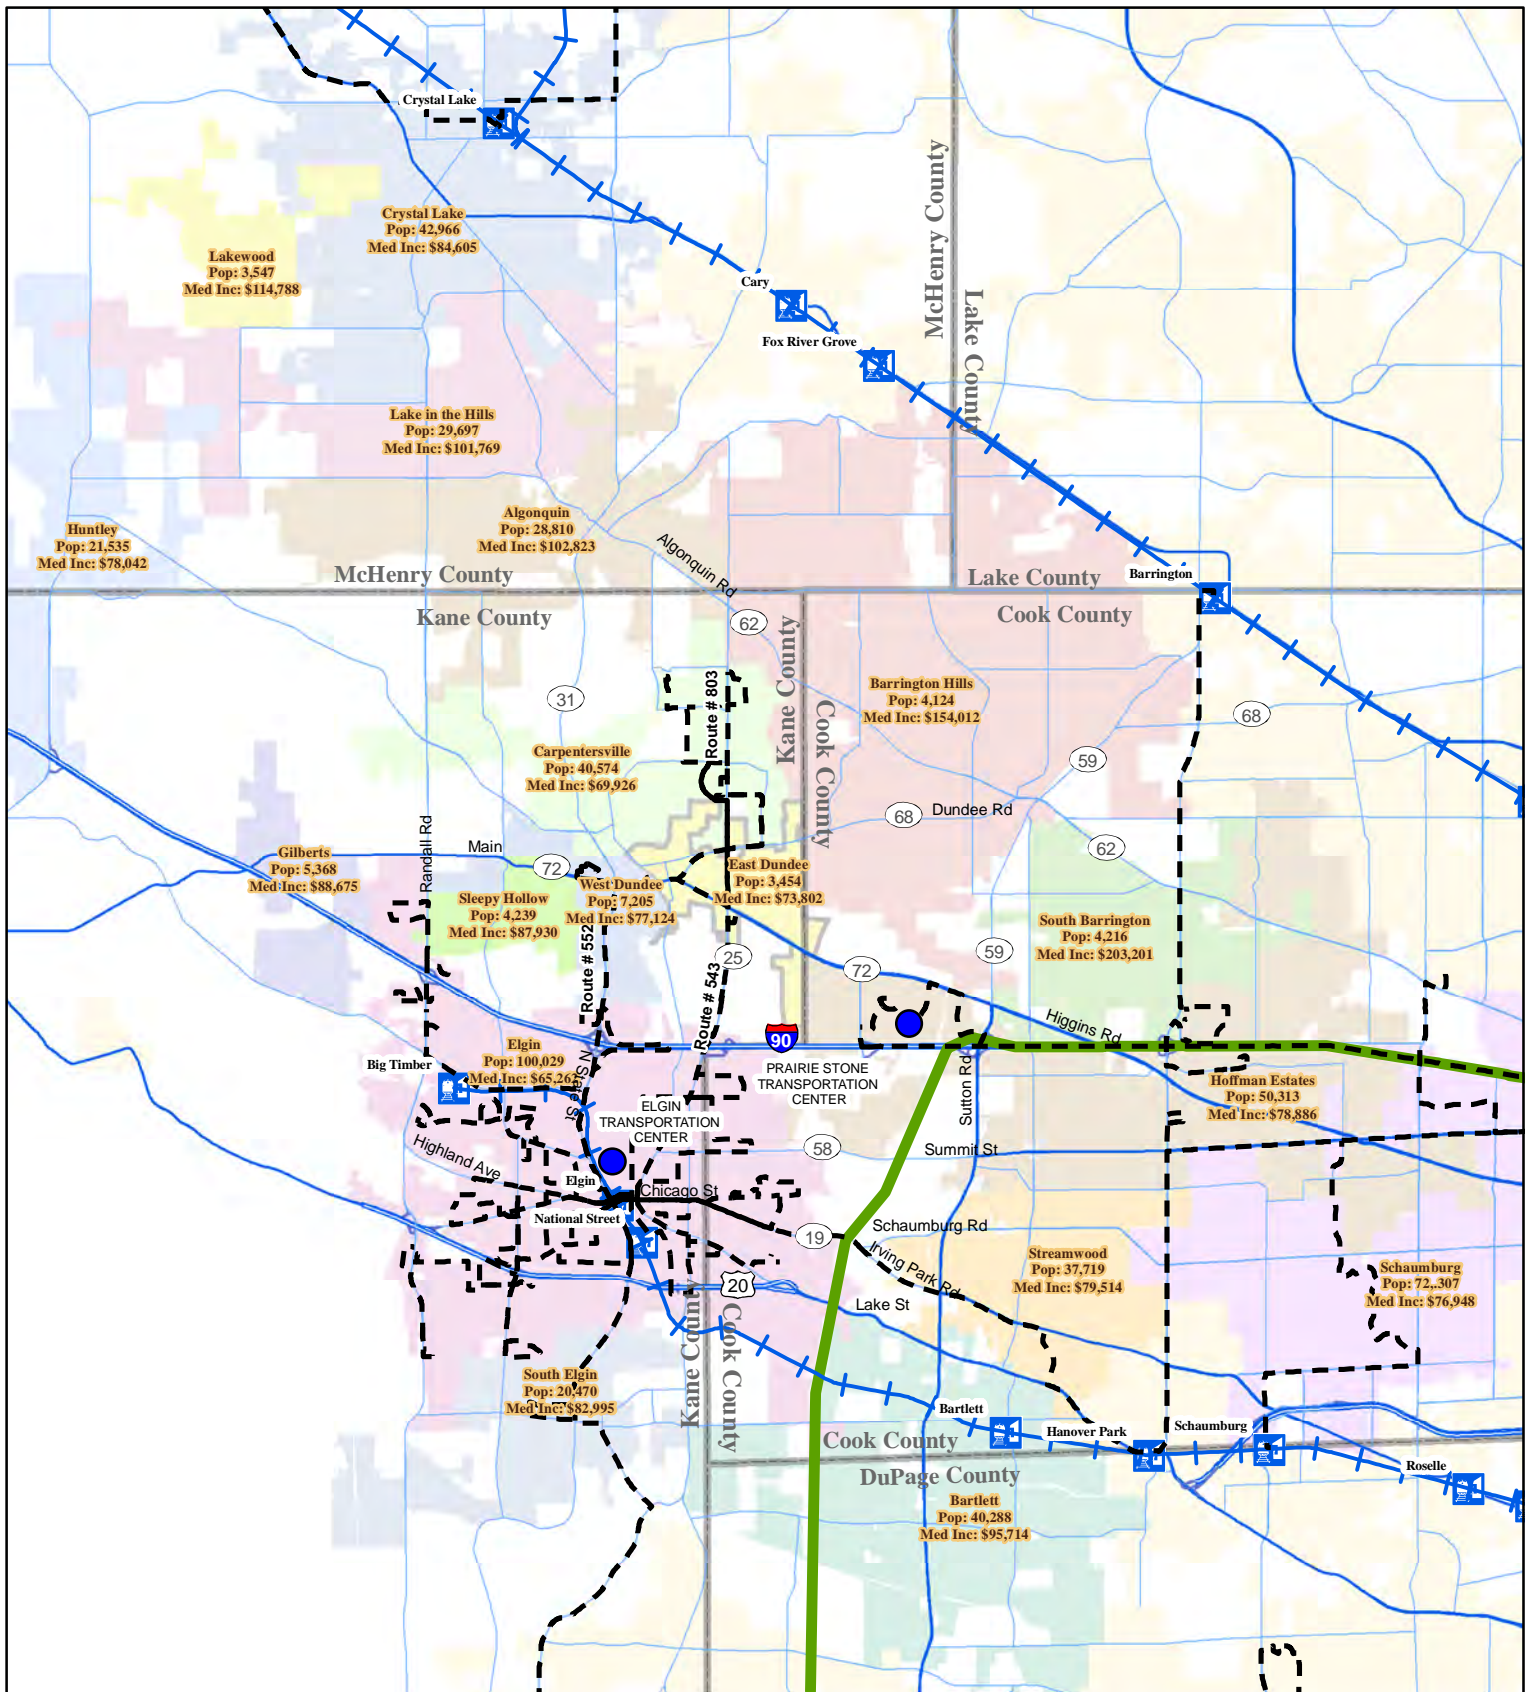 Crystal Lake
McHenry County
Lake County
Crystal Lake
Pop: 42,966
Med Inc: $84,605
Lakewood
Pop: 3,547
Med Inc: $114,788
Cary
Fox River Grove
Lake in the Hills
Pop: 29,697
Med Inc: $101,769
Algonquin
Pop: 28,810
Med Inc: $102,823
Huntley
Pop: 21,535
Med Inc: $78,042
Algonquin Rd
McHenry County
Lake County
Barrington
Kane County
Cook County
62
Kane County
Cook County
31
Route # 803
Barrington Hills
Pop: 4,124
Med Inc: $154,012
68
Carpentersville
Pop: 40,574
Med Inc: $69,926
59
68
Dundee Rd
62
Randall Rd
Main
72
Gilberts
Pop: 5,368
Med Inc: $88,675
East Dundee
Pop: 3,454
Med Inc: $73,802
West Dundee
Pop: 7,205
Med Inc: $77,124
Sleepy Hollow
Pop: 4,239
Med Inc: $87,930
South Barrington
Pop: 4,216
Med Inc: $203,201
Route # 552
25
59
72
Route # 543
Higgins Rd
90
Elgin
Pop: 100,029
Med Inc: $65,262
Big Timber
N State St
PRAIRIE STONE
TRANSPORTATION
CENTER
Sutton Rd
Hoffman Estates
Pop: 50,313
Med Inc: $78,886
ELGIN
TRANSPORTATION
CENTER
58
Summit St
Highland Ave
Elgin
Chicago St
National Street
19
Schaumburg Rd
Irving Park Rd
Streamwood
Pop: 37,719
Med Inc: $79,514
Schaumburg
Pop: 72,.307
Med Inc: $76,948
20
Lake St
Kane County
Cook County
South Elgin
Pop: 20,470
Med Inc: $82,995
Bartlett
Hanover Park
Schaumburg
Cook County
Roselle
DuPage County
Bartlett
Pop: 40,288
Med Inc: $95,714